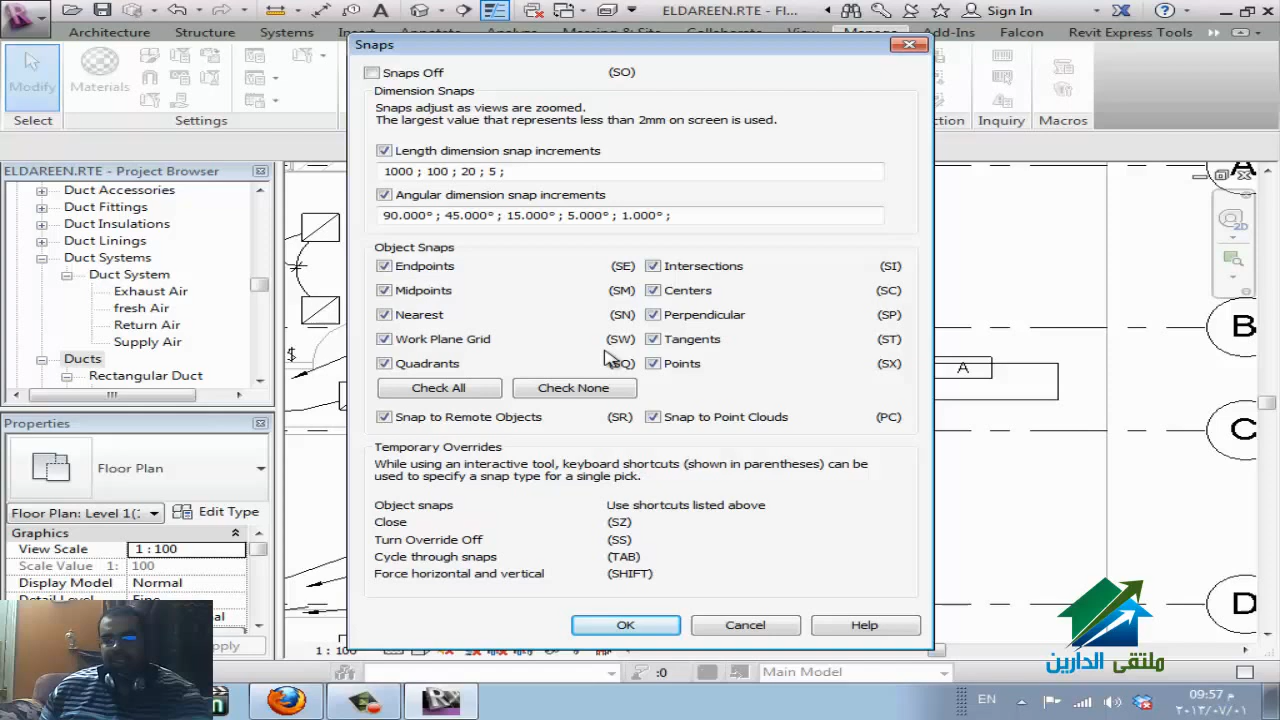 ELDAREEN.RTE - FI...
Sign In
Architecture
Structure
Systems
Add-Ins
Falcon
Revit Express Tools
Modify
Materials
Select
Settings
Inquiry
Macros
ELDAREEN.RTE - Project Browser
Duct Accessories
Duct Fittings
Duct Insulations
Duct Linings
Duct Systems
Duct System
Exhaust Air
fresh Air
Return Air
Supply Air
Ducts
Rectangular Duct
Properties
Floor Plan
Floor Plan: Level 1(:
Edit Type
Graphics
View Scale
1 : 100
Scale Value 1:
100
Display Model
Normal
Snaps
Snaps Off (SO)
Dimension Snaps
Snaps adjust as views are zoomed.
The largest value that represents less than 2mm on screen is used.
Length dimension snap increments
1000 ; 100 ; 20 ; 5 ;
Angular dimension snap increments
90.000° ; 45.000° ; 15.000° ; 5.000° ; 1.000° ;
Object Snaps
Endpoints (SE) Intersections (SI)
Midpoints (SM) Centers (SC)
Nearest (SN) Perpendicular (SP)
Work Plane Grid (SW) Tangents (ST)
Quadrants (SQ) Points (SX)
Check All Check None
Snap to Remote Objects (SR) Snap to Point Clouds (PC)
Temporary Overrides
While using an interactive tool, keyboard shortcuts (shown in parentheses) can be
used to specify a snap type for a single pick.
Object snaps Use shortcuts listed above
Close (SZ)
Turn Override Off (SS)
Cycle through snaps (TAB)
Force horizontal and vertical (SHIFT)
OK Cancel Help
A
A
B
C
D
2D
1 : 100
:0
Main Model
ملتقى الدارين
EN
09:57 م
٢٠١٣/٠٧/٠١